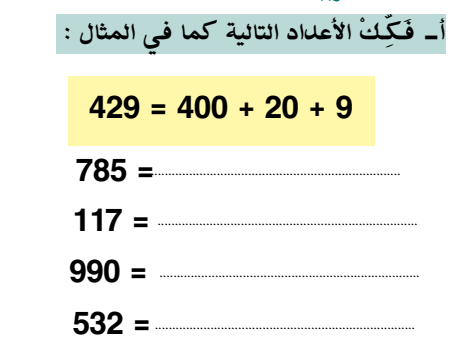 أ ـ فَكِّكْ الأعداد التالية كما في المثال :
429 = 400 + 20 + 9
785 =
117 =
990 =
532 =